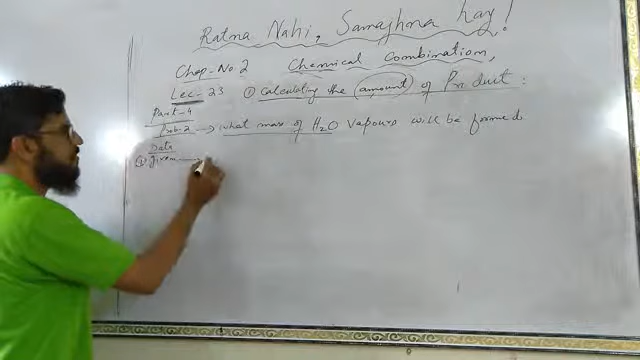 Ratna Nahi, Samajhna hay!
Chap. No 2 Chemical Combination,
Lec-23 ① Calculating the amount of Product:
Part-4
Prob-2 → what mass of H₂O vapours will be formed
Data
① given →